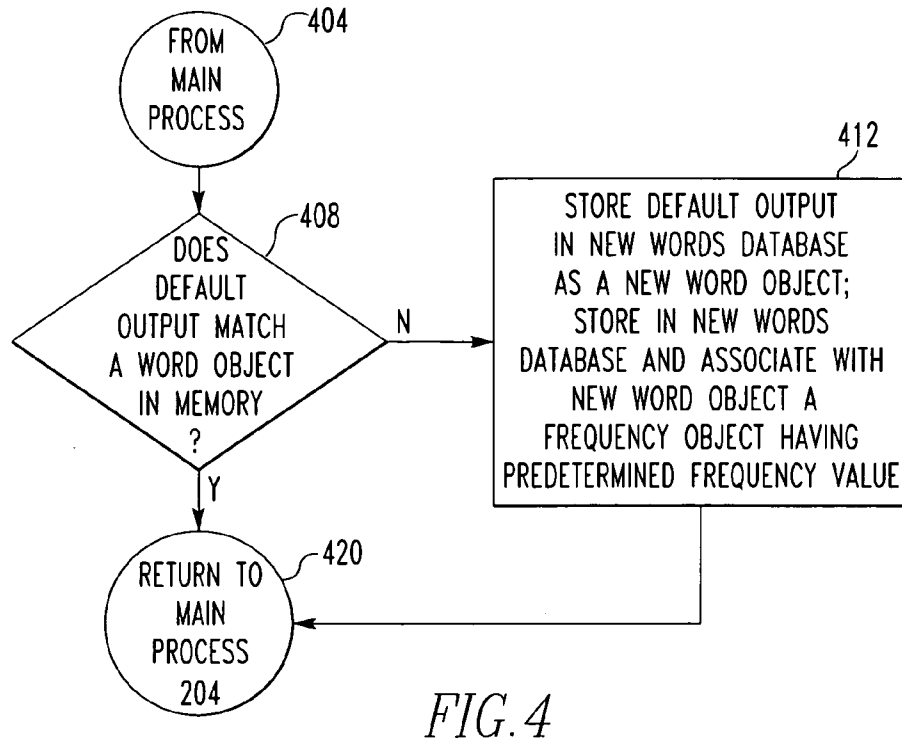 404
FROM
MAIN
PROCESS
408
DOES
DEFAULT
OUTPUT MATCH
A WORD OBJECT
IN MEMORY
?
N
Y
412
STORE DEFAULT OUTPUT
IN NEW WORDS DATABASE
AS A NEW WORD OBJECT;
STORE IN NEW WORDS
DATABASE AND ASSOCIATE WITH
NEW WORD OBJECT A
FREQUENCY OBJECT HAVING
PREDETERMINED FREQUENCY VALUE
420
RETURN TO
MAIN
PROCESS
204
FIG.4